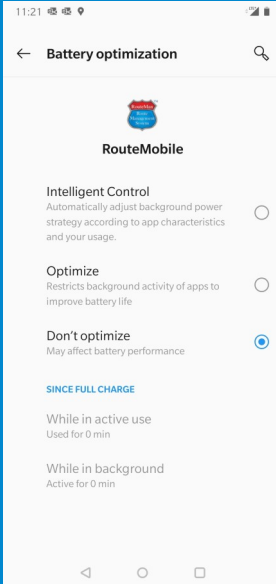 11:21
Battery optimization
RouteMan
RouteMobile
Intelligent Control
Automatically adjust background power
strategy according to app characteristics
and your usage.
Optimize
Restricts background activity of apps to
improve battery life
Don't optimize
May affect battery performance
SINCE FULL CHARGE
While in active use
Used for 0 min
While in background
Active for 0 min